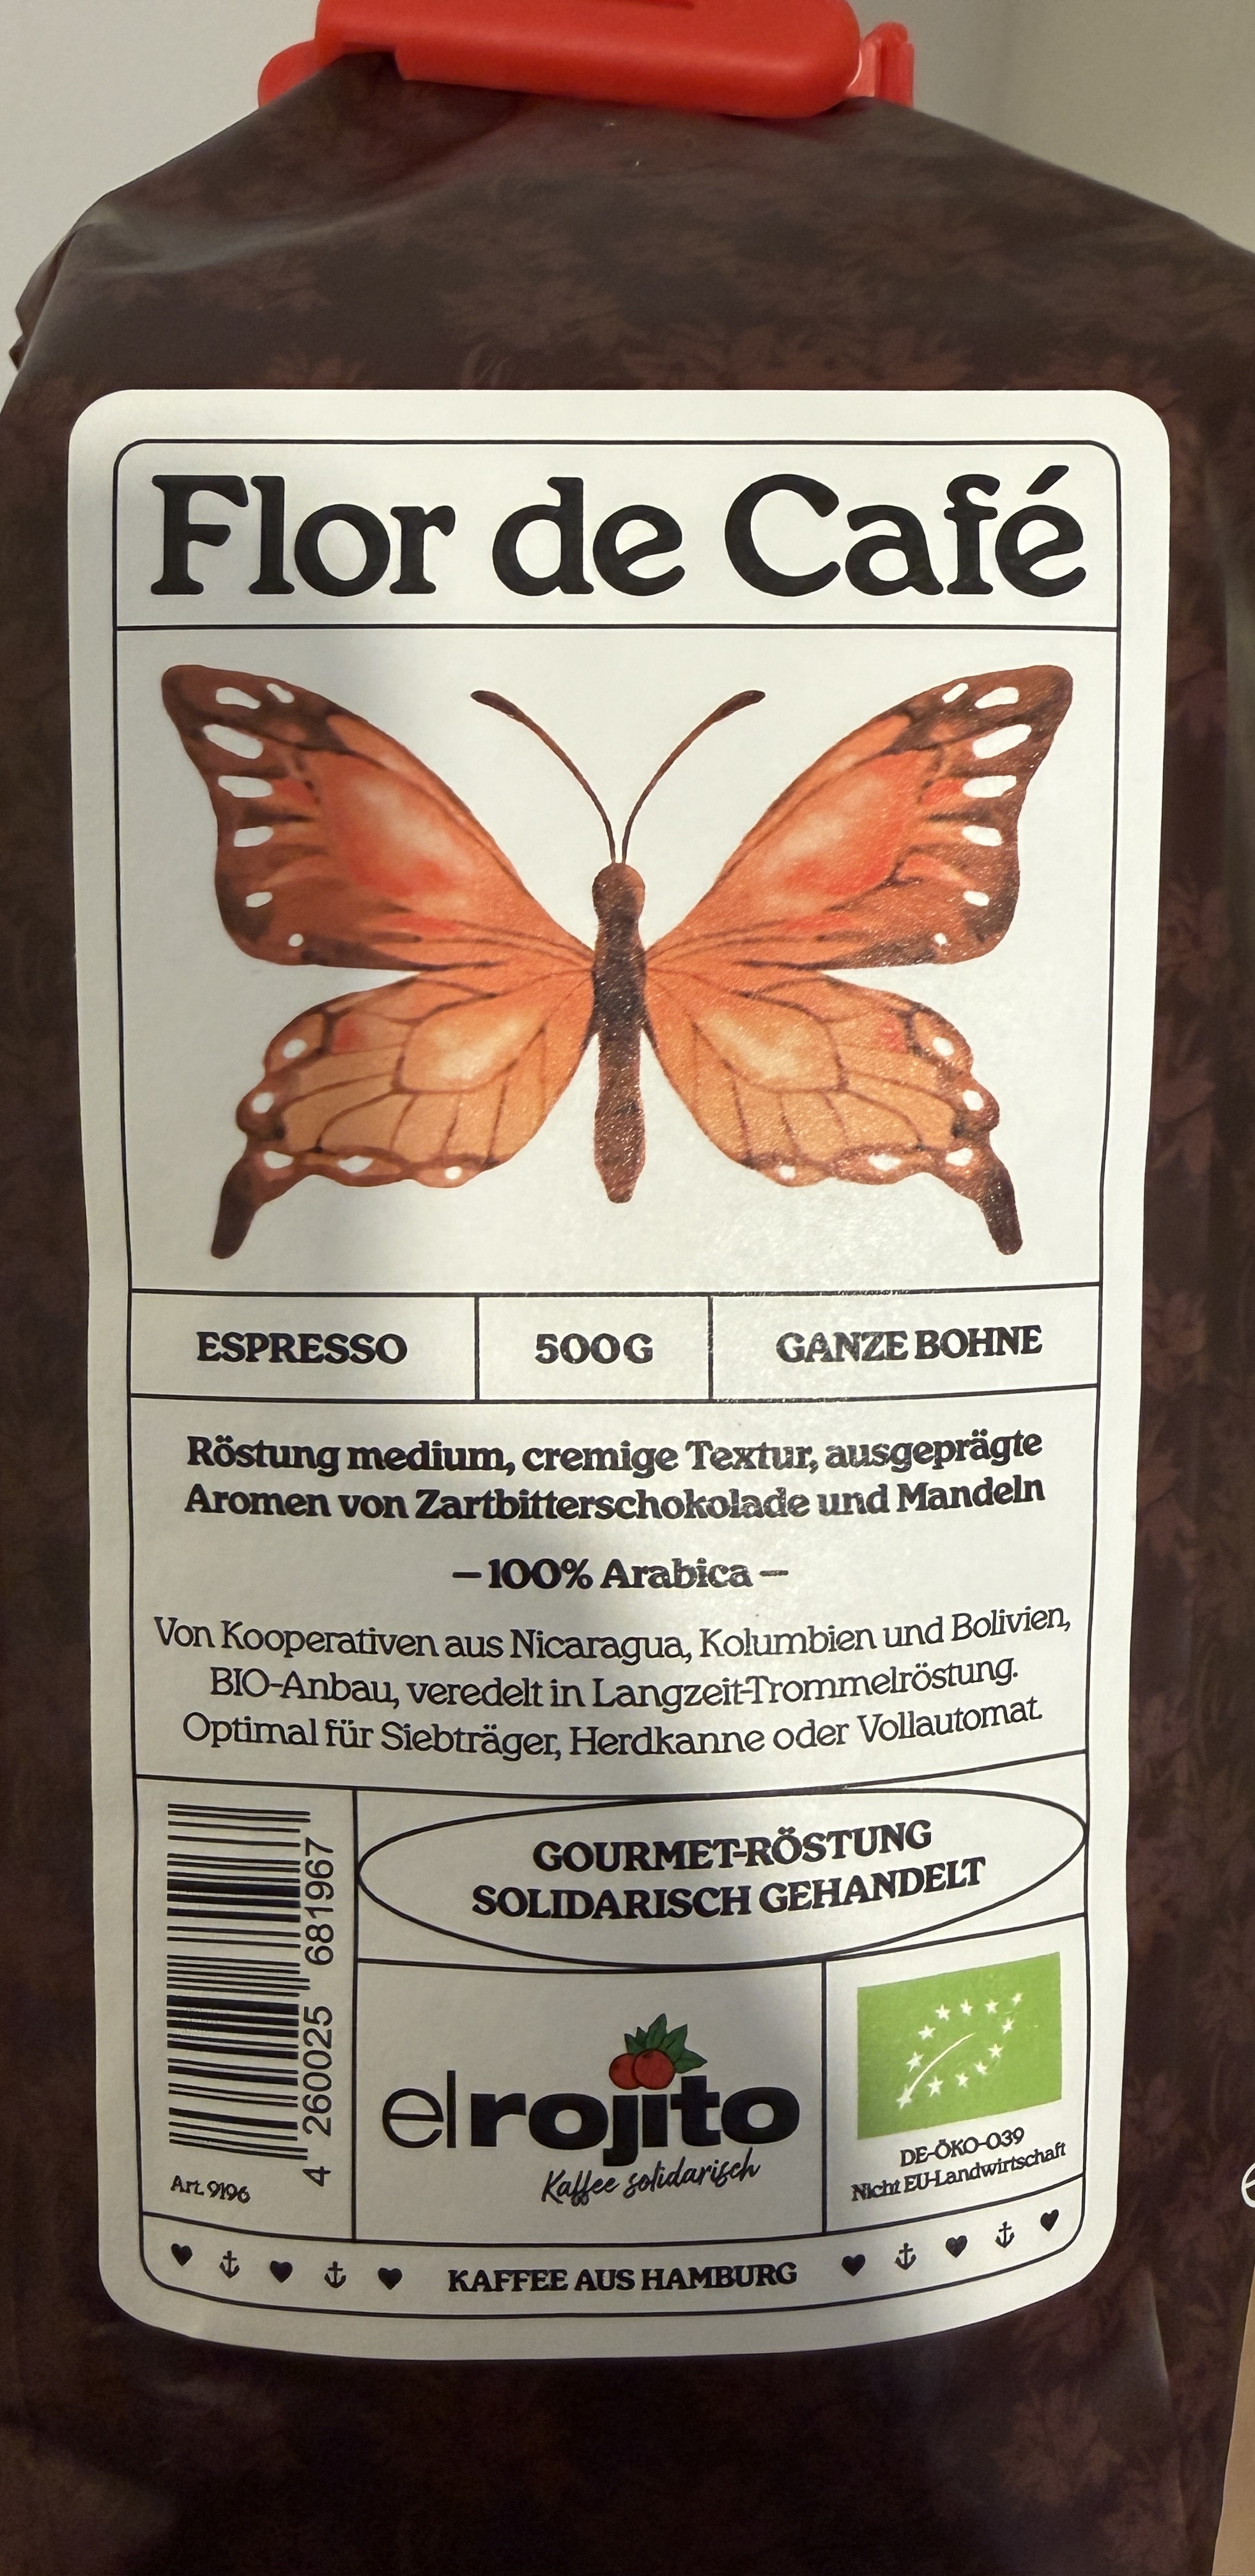 Flor de Café
ESPRESSO
500G
GANZE BOHNE
Röstung medium, cremige Textur, ausgeprägte
Aromen von Zartbitterschokolade und Mandeln
– 100% Arabica –
Von Kooperativen aus Nicaragua, Kolumbien und Bolivien,
BIO-Anbau, veredelt in Langzeit-Trommelröstung.
Optimal für Siebträger, Herdkanne oder Vollautomat.
4 260025 681967
Art. 9196
GOURMET-RÖSTUNG
SOLIDARISCH GEHANDELT
el rojito
Kaffee solidarisch
DE-ÖKO-039
Nicht EU-Landwirtschaft
KAFFEE AUS HAMBURG